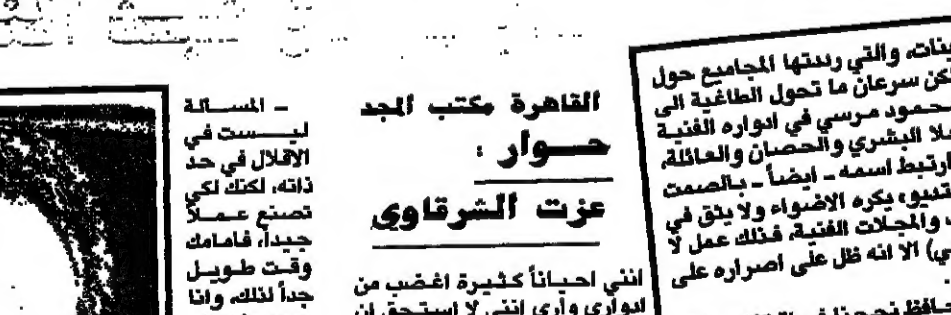 ينات، والتي رددتها المجاميع حول
كن سرعان ما تحول الطاغية الى
حمود مرسي في ادواره الفنية
لا البشري والحصان والعائلة،
ارتبط اسمه - ايضاً - بالصمت
يكره الاضواء ولا يثق في
والمجلات الفنية، فذلك عمل لا
ي) الا انه ظل على اصراره على
القاهرة مكتب المجد
حوار :
عزت الشرقاوي
انني احياناً كثيرة اغضب من
ادواري وأرى انني لا استحق ان
- المسألة
ليست في
الاقلال في حد
ذاته، لكنك لكي
تصنع عملاً
جيداً، فامامك
وقت طويل
جداً لذلك، وانا